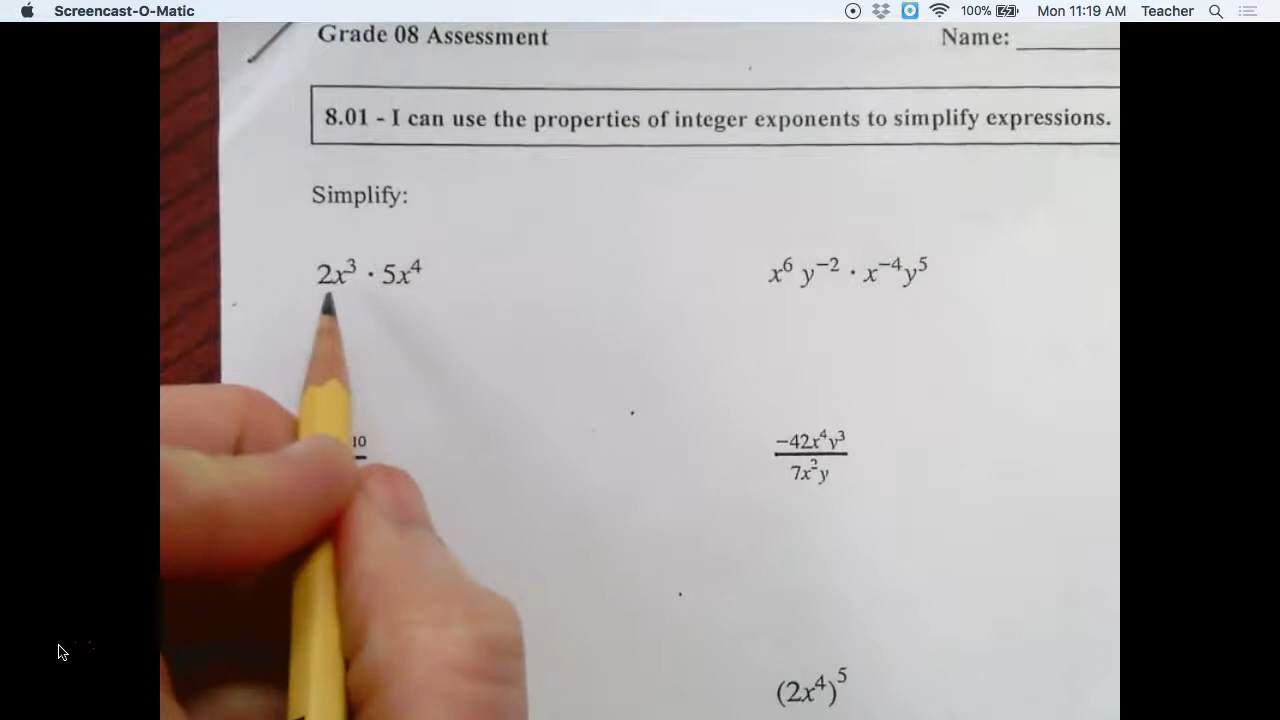 Screencast-O-Matic 100% Mon 11:19 AM Teacher
Grade 08 Assessment Name:
8.01 - I can use the properties of integer exponents to simplify expressions.
Simplify:
2x³ · 5x⁴ x⁶ y⁻² · x⁻⁴y⁵
10
−42x⁴y³
7x²y
(2x⁴)⁵